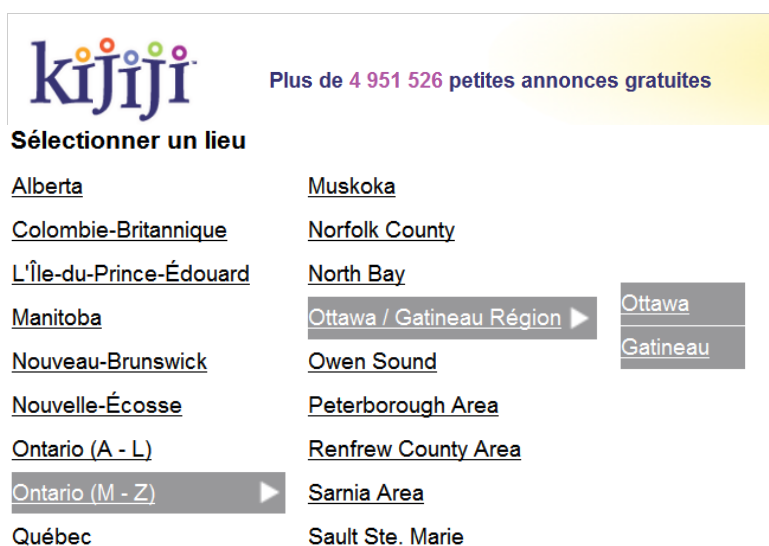 kijiji
Plus de 4 951 526 petites annonces gratuites
Sélectionner un lieu
Alberta
Colombie-Britannique
L'Île-du-Prince-Édouard
Manitoba
Nouveau-Brunswick
Nouvelle-Écosse
Ontario (A - L)
Ontario (M - Z)
Québec
Muskoka
Norfolk County
North Bay
Ottawa / Gatineau Région
Owen Sound
Peterborough Area
Renfrew County Area
Sarnia Area
Sault Ste. Marie
Ottawa
Gatineau